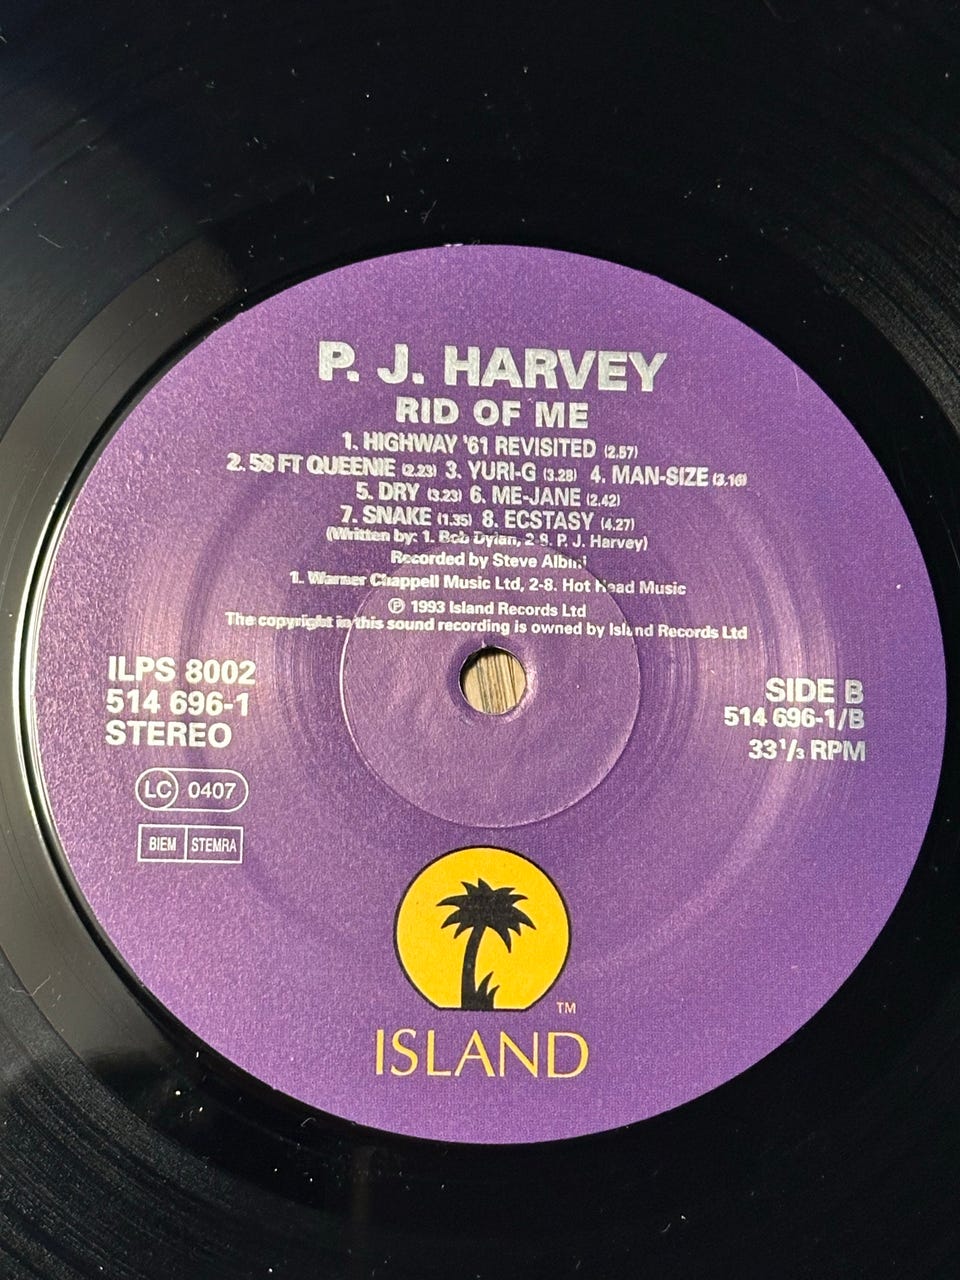 P. J. HARVEY
RID OF ME
1. HIGHWAY '61 REVISITED (2.57)
2. 58 FT QUEENIE (2.23) 3. YURI-G (3.28) 4. MAN-SIZE (3.16)
5. DRY (3.23) 6. ME-JANE (2.42)
7. SNAKE (1.35) 8. ECSTASY (4.27)
(Written by: 1. Bob Dylan, 2-8. P. J. Harvey)
Recorded by Steve Albini
1. Warner Chappell Music Ltd, 2-8. Hot Head Music
℗ 1993 Island Records Ltd
The copyright in this sound recording is owned by Island Records Ltd
ILPS 8002
514 696-1
STEREO
LC 0407
BIEM STEMRA
SIDE B
514 696-1/B
33 1/3 RPM
TM
ISLAND